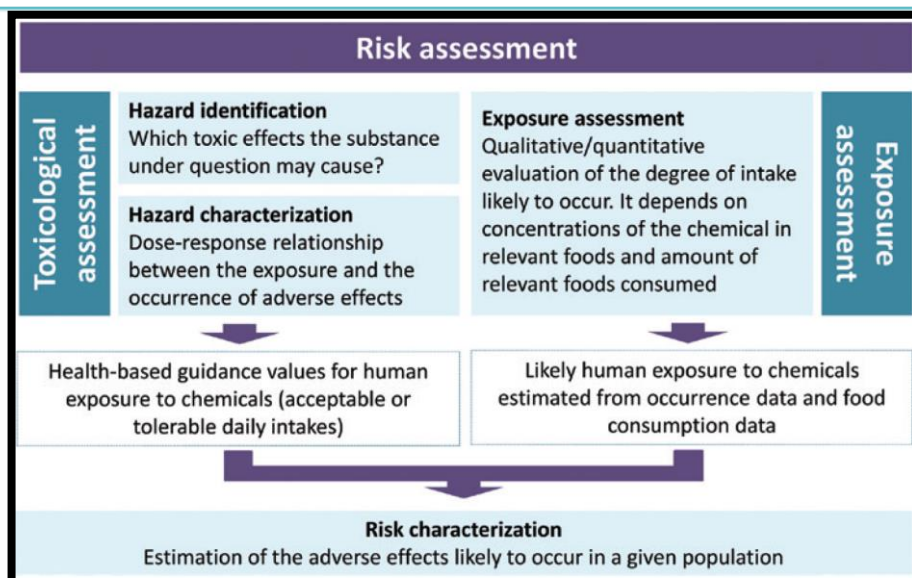 Risk assessment
Toxicological
assessment
Hazard identification
Which toxic effects the substance
under question may cause?
Hazard characterization
Dose-response relationship
between the exposure and the
occurrence of adverse effects
Exposure assessment
Qualitative/quantitative
evaluation of the degree of intake
likely to occur. It depends on
concentrations of the chemical in
relevant foods and amount of
relevant foods consumed
Exposure
assessment
Health-based guidance values for human
exposure to chemicals (acceptable or
tolerable daily intakes)
Likely human exposure to chemicals
estimated from occurrence data and food
consumption data
Risk characterization
Estimation of the adverse effects likely to occur in a given population